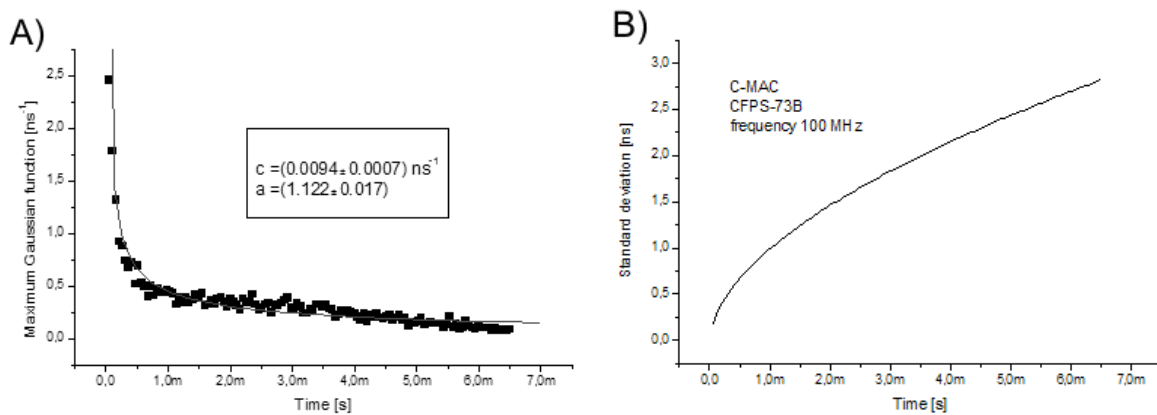 A)
Maximum Gaussian function [ns-1]
2,5
2,0
1,5
1,0
0,5
0,0
c =(0.0094±0.0007) ns-1
a =(1.122±0.017)
0,0 1,0m 2,0m 3,0m 4,0m 5,0m 6,0m 7,0m
Time [s]
B)
Standard deviation [ns]
3,0
2,5
2,0
1,5
1,0
0,5
0,0
C-MAC
CFPS-73B
frequency 100 MHz
0,0 1,0m 2,0m 3,0m 4,0m 5,0m 6,0m 7,0m
Time [s]